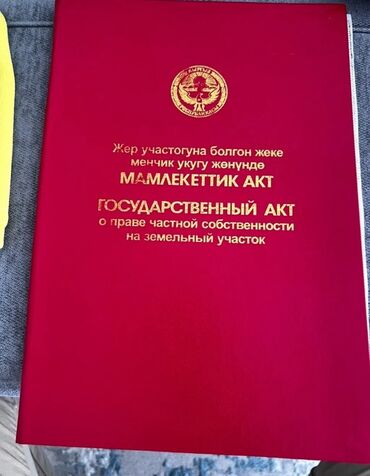 Жер участогуна болгон жеке
менчик укугу жөнүндө
МАМЛЕКЕТТИК АКТ
ГОСУДАРСТВЕННЫЙ АКТ
о праве частной собственности
на земельный участок